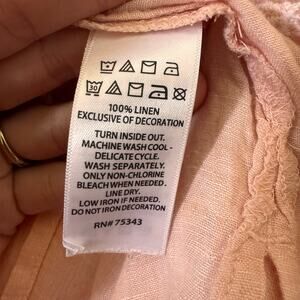 30
100% LINEN
EXCLUSIVE OF DECORATION
TURN INSIDE OUT.
MACHINE WASH COOL -
DELICATE CYCLE.
WASH SEPARATELY.
ONLY NON-CHLORINE
BLEACH WHEN NEEDED.
LINE DRY.
LOW IRON IF NEEDED.
DO NOT IRON DECORATION
RN# 75343